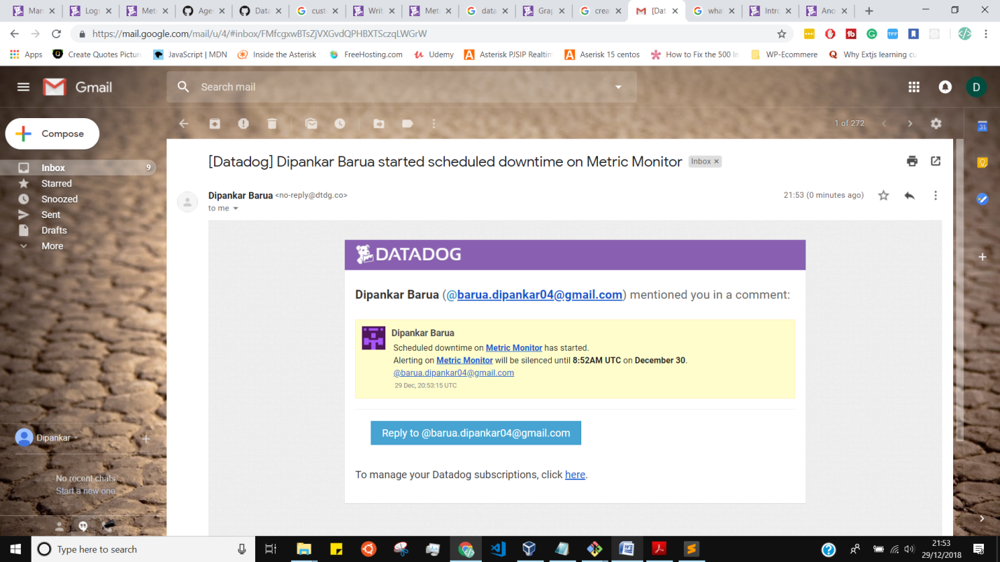 Man
Logs
Met
Agen
Data
cust
Writ
Met
data
Grap
crea
[Dat
wha
Intro
Ano
https://mail.google.com/mail/u/4/#inbox/FMfcgxwBTsZjVXGvdQPHBXTSczqLWGrW
Apps
Create Quotes Pictur
JavaScript | MDN
Inside the Asterisk
FreeHosting.com
Udemy
Asterisk PJSIP Realtim
Aserisk 15 centos
How to Fix the 500 In
WP-Ecommere
Why Extjs learning cu
Gmail
Search mail
D
Compose
1 of 272
31
Inbox 9
Starred
Snoozed
Sent
Drafts
More
[Datadog] Dipankar Barua started scheduled downtime on Metric Monitor Inbox ×
Dipankar Barua <no-reply@dtdg.co>
21:53 (0 minutes ago)
to me
DATADOG
Dipankar Barua (@barua.dipankar04@gmail.com) mentioned you in a comment:
Dipankar Barua
Scheduled downtime on Metric Monitor has started.
Alerting on Metric Monitor will be silenced until 8:52AM UTC on December 30.
@barua.dipankar04@gmail.com
29 Dec, 20:53:15 UTC
Reply to @barua.dipankar04@gmail.com
To manage your Datadog subscriptions, click here.
Dipankar
No recent chats
Start a new one
Type here to search
21:53
29/12/2018